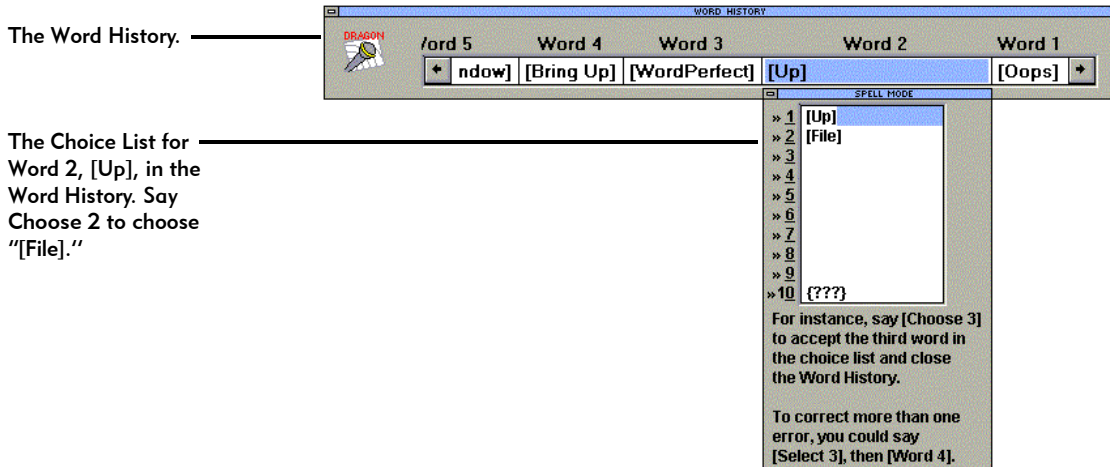 WORD HISTORY
The Word History.
DRAGON
/ord 5 Word 4 Word 3 Word 2 Word 1
ndow] [Bring Up] [WordPerfect] [Up] [Oops]
SPELL MODE
The Choice List for
Word 2, [Up], in the
Word History. Say
Choose 2 to choose
"[File]."
» 1 [Up]
» 2 [File]
» 3
» 4
» 5
» 6
» 7
» 8
» 9
»10 {???}
For instance, say [Choose 3]
to accept the third word in
the choice list and close
the Word History.
To correct more than one
error, you could say
[Select 3], then [Word 4].